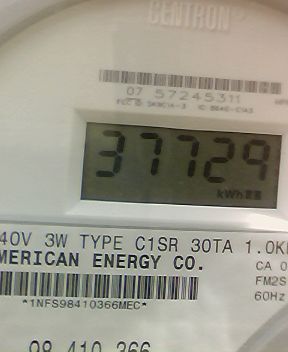 CENTRON
07 57245311
37729
kWh
40V 3W TYPE C1SR 30TA 1.0K
MERICAN ENERGY CO.
CA 0
FM2S
60Hz
*1NFS98410366MEC*
98 410 366